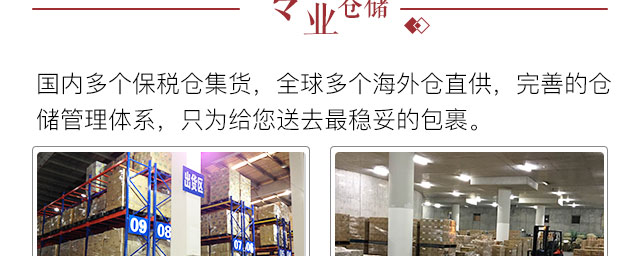 专业仓储
国内多个保税仓集货，全球多个海外仓直供，完善的仓
储管理体系，只为给您送去最稳妥的包裹。
出货区
09 08
07